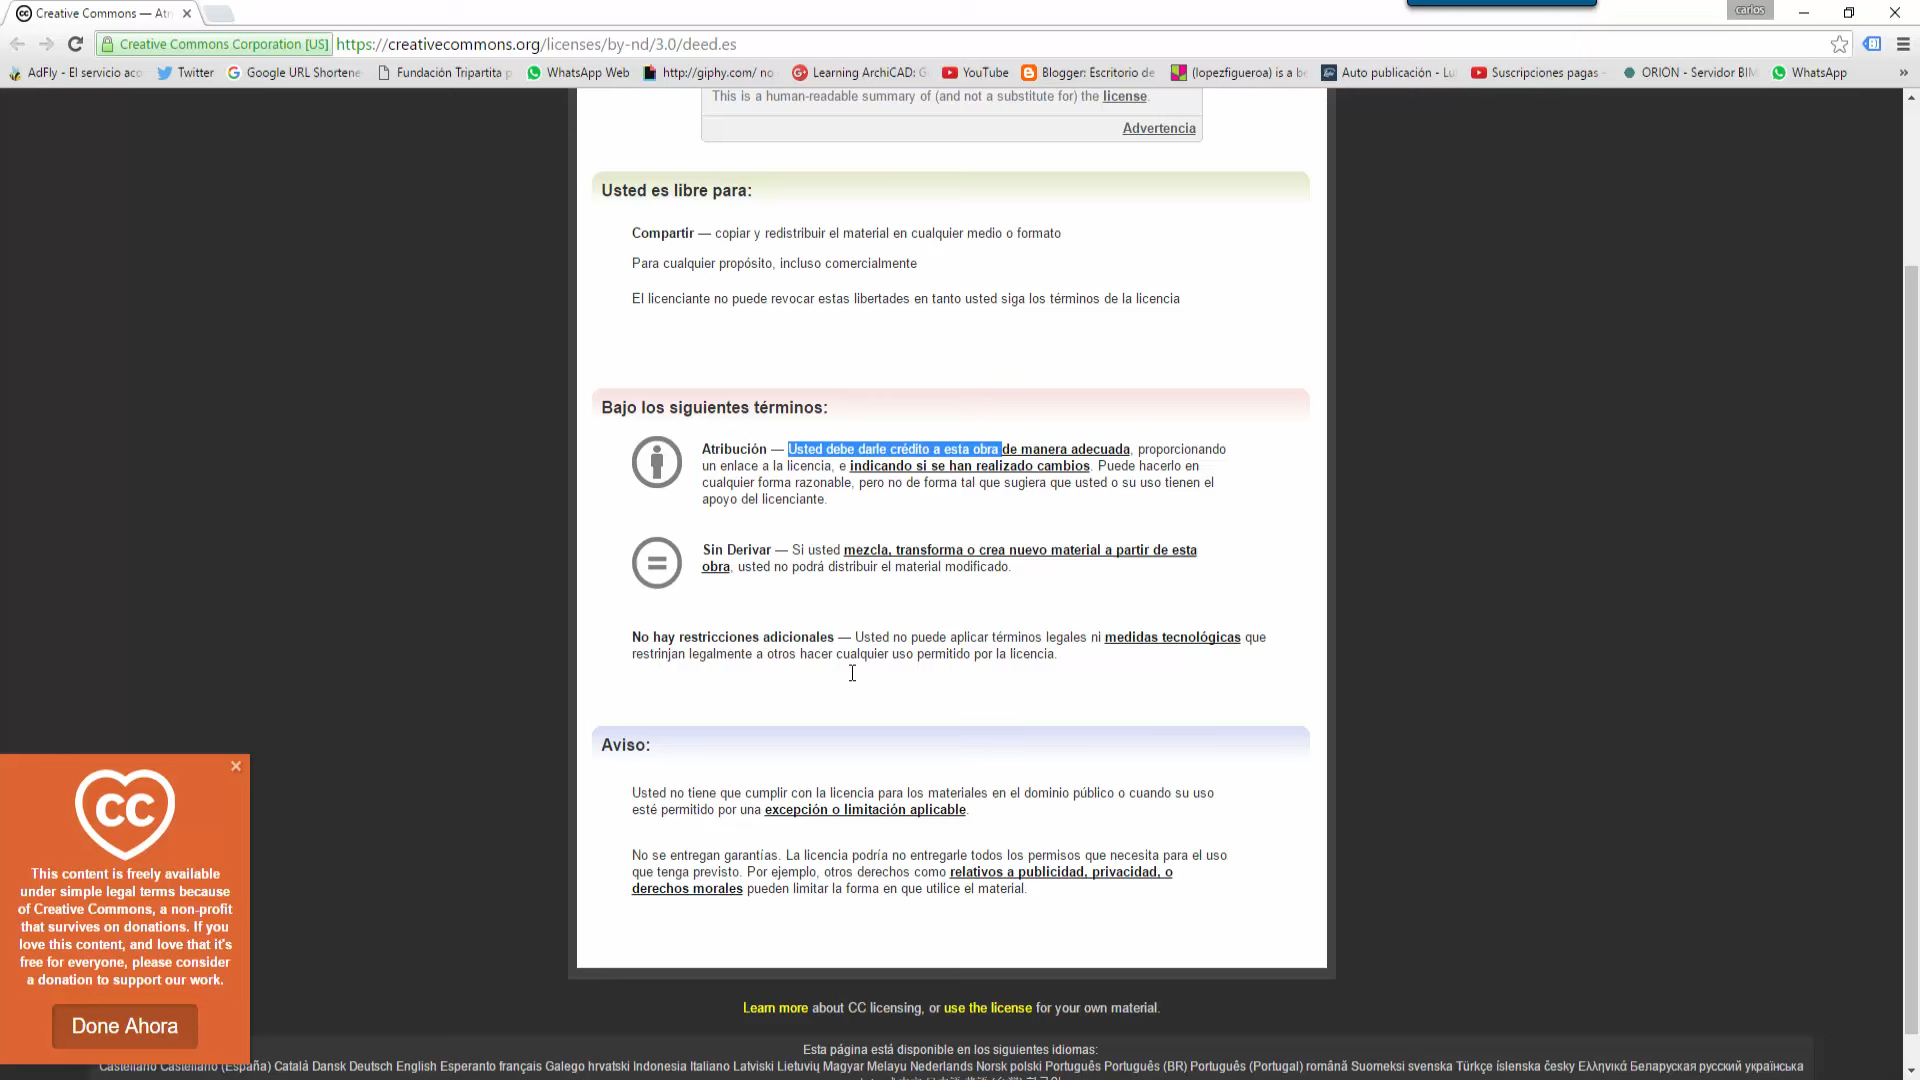 Creative Commons — Atr
carlos
Creative Commons Corporation [US] https://creativecommons.org/licenses/by-nd/3.0/deed.es
AdFly - El servicio aco Twitter Google URL Shortene Fundación Tripartita p WhatsApp Web http://giphy.com/ no Learning ArchiCAD: G YouTube Blogger: Escritorio de (lopezfigueroa) is a be Auto publicación - Lu Suscripciones pagas - ORION - Servidor BIM WhatsApp »
This is a human-readable summary of (and not a substitute for) the license.
Advertencia
Usted es libre para:
Compartir — copiar y redistribuir el material en cualquier medio o formato
Para cualquier propósito, incluso comercialmente
El licenciante no puede revocar estas libertades en tanto usted siga los términos de la licencia
Bajo los siguientes términos:
Atribución — Usted debe darle crédito a esta obra de manera adecuada, proporcionando
un enlace a la licencia, e indicando si se han realizado cambios. Puede hacerlo en
cualquier forma razonable, pero no de forma tal que sugiera que usted o su uso tienen el
apoyo del licenciante.
Sin Derivar — Si usted mezcla, transforma o crea nuevo material a partir de esta
obra, usted no podrá distribuir el material modificado.
No hay restricciones adicionales — Usted no puede aplicar términos legales ni medidas tecnológicas que
restrinjan legalmente a otros hacer cualquier uso permitido por la licencia.
Aviso:
Usted no tiene que cumplir con la licencia para los materiales en el dominio público o cuando su uso
esté permitido por una excepción o limitación aplicable.
No se entregan garantías. La licencia podría no entregarle todos los permisos que necesita para el uso
que tenga previsto. Por ejemplo, otros derechos como relativos a publicidad, privacidad, o
derechos morales pueden limitar la forma en que utilice el material.
CC
This content is freely available
under simple legal terms because
of Creative Commons, a non-profit
that survives on donations. If you
love this content, and love that it's
free for everyone, please consider
a donation to support our work.
Done Ahora
Learn more about CC licensing, or use the license for your own material.
Esta página está disponible en los siguientes idiomas:
Castellano Castellano (España) Català Dansk Deutsch English Esperanto français Galego hrvatski Indonesia Italiano Latviski Lietuvių Magyar Melayu Nederlands Norsk polski Português Português (BR) Português (Portugal) română Suomeksi svenska Türkçe íslenska česky Ελληνικά Беларуская русский українська